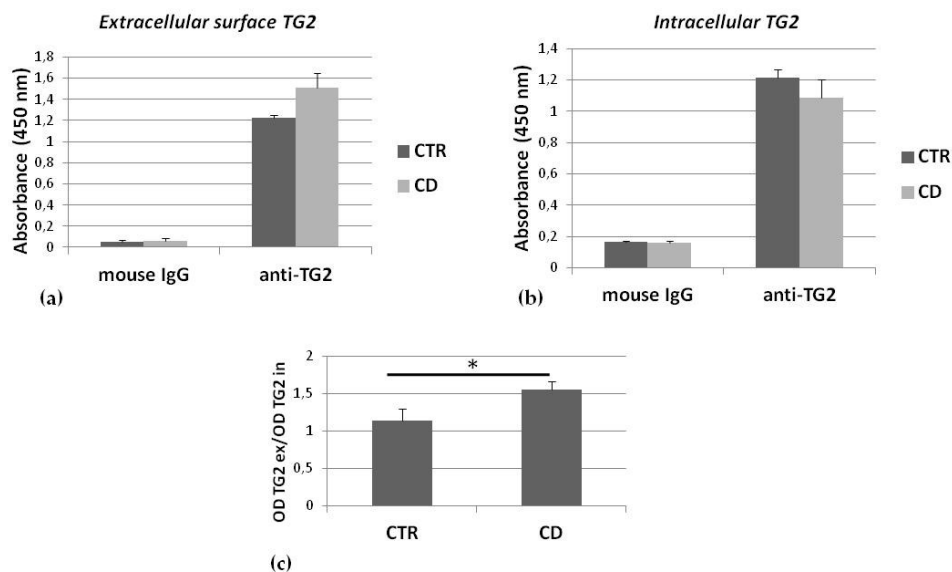 Extracellular surface TG2
Absorbance (450 nm)
1,8
1,6
1,4
1,2
1
0,8
0,6
0,4
0,2
0
mouse IgG
anti-TG2
CTR
CD
(a)
Intracellular TG2
Absorbance (450 nm)
1,4
1,2
1
0,8
0,6
0,4
0,2
0
mouse IgG
anti-TG2
CTR
CD
(b)
OD TG2 ex/OD TG2 in
2
1,5
1
0,5
0
*
CTR
CD
(c)